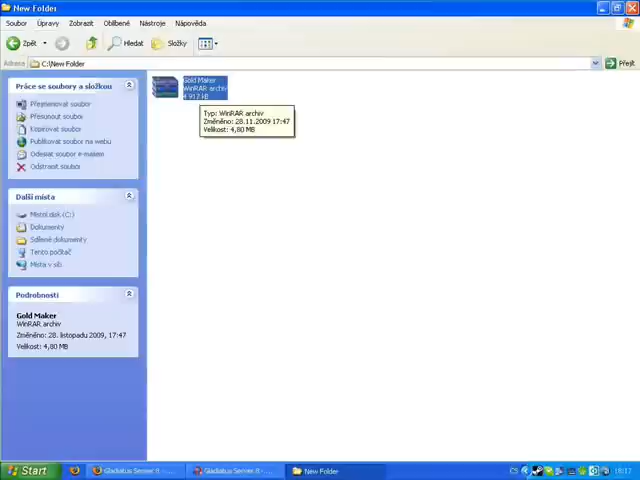 New Folder
Soubor Úpravy Zobrazit Oblíbené Nástroje Nápověda
Zpět Hledat Složky
Adresa C:\New Folder Přejít
Práce se soubory a složkou
Přejmenovat soubor
Přesunout soubor
Kopírovat soubor
Publikovat soubor na webu
Odeslat soubor e-mailem
Odstranit soubor
Další místa
Místní disk (C:)
Dokumenty
Sdílené dokumenty
Tento počítač
Místa v síti
Podrobnosti
Gold Maker
WinRAR archiv
Změněno: 28. listopadu 2009, 17:47
Velikost: 4,80 MB
Gold Maker
WinRAR archiv
4 917 kB
Typ: WinRAR archiv
Změněno: 28.11.2009 17:47
Velikost: 4,80 MB
Start Gladiatus Server It -... Gladiatus Server It -... New Folder CS 18:17